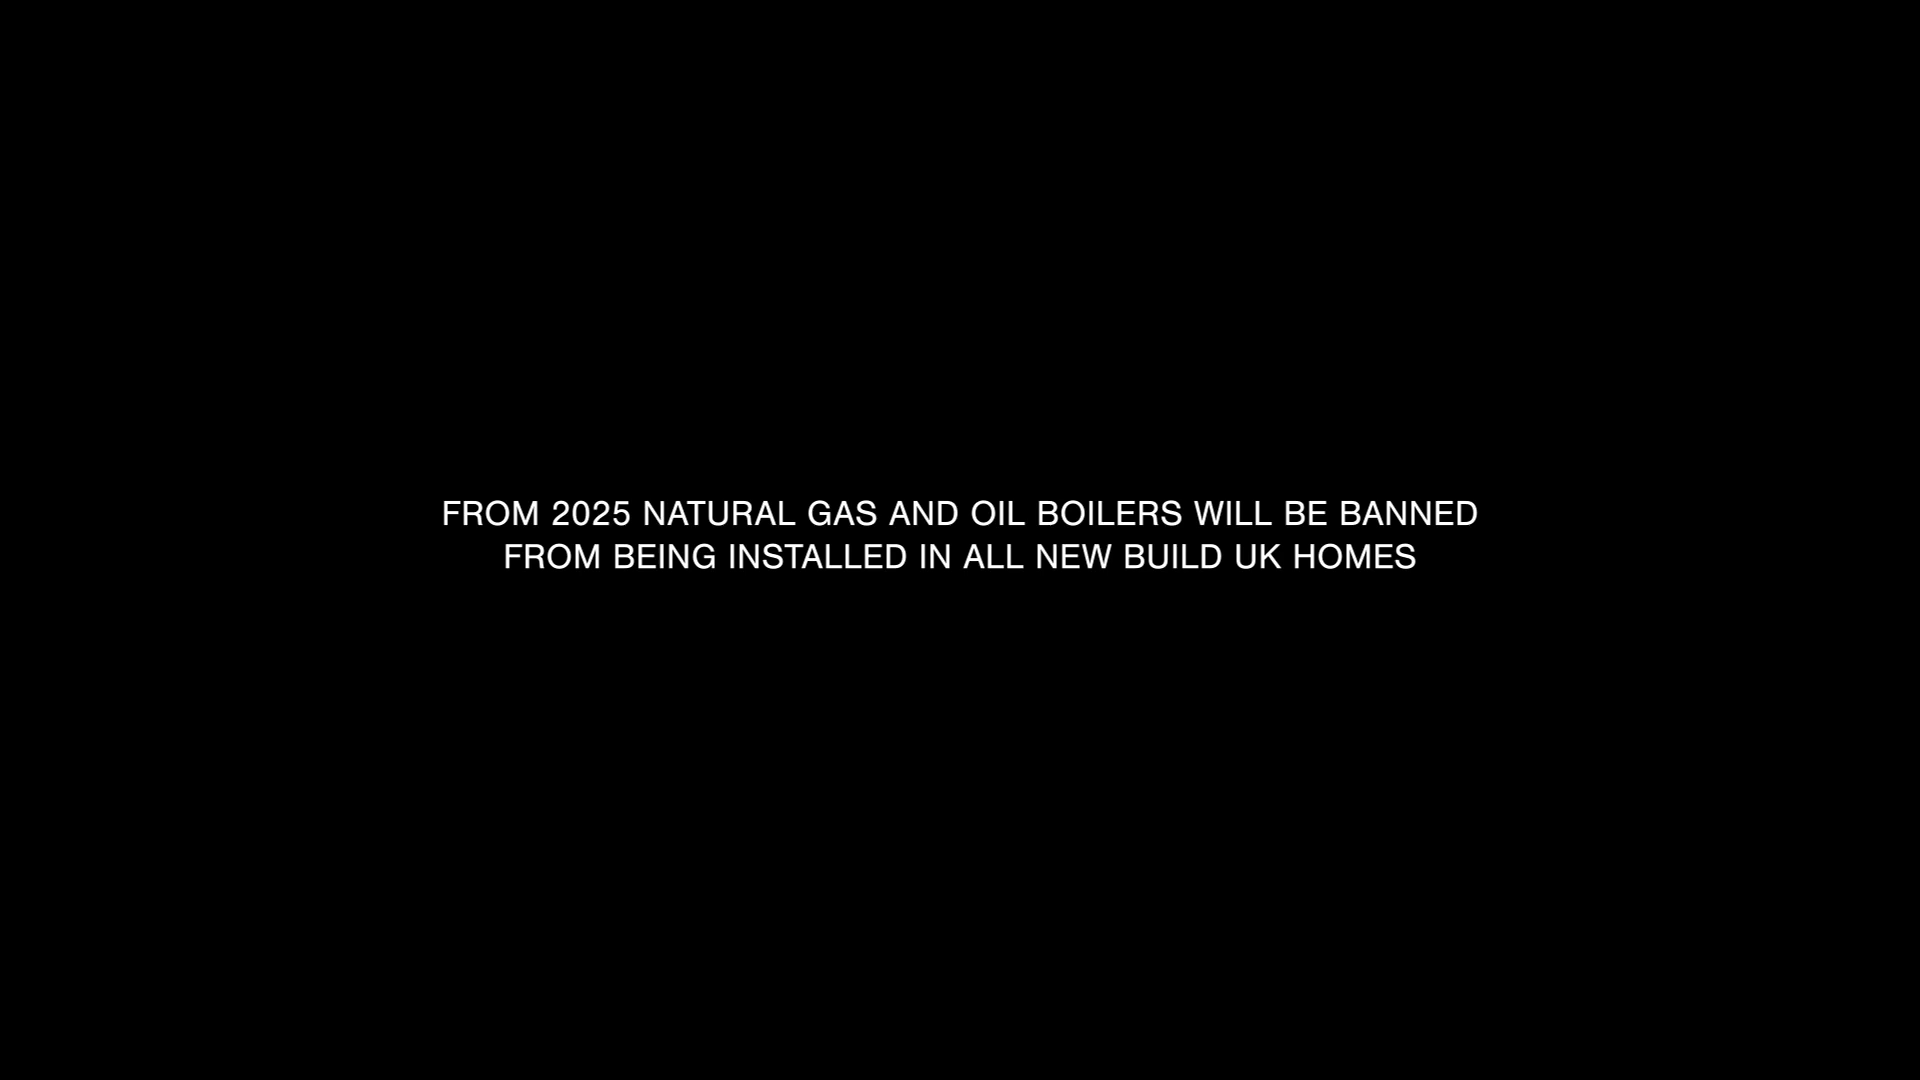 FROM 2025 NATURAL GAS AND OIL BOILERS WILL BE BANNED
FROM BEING INSTALLED IN ALL NEW BUILD UK HOMES